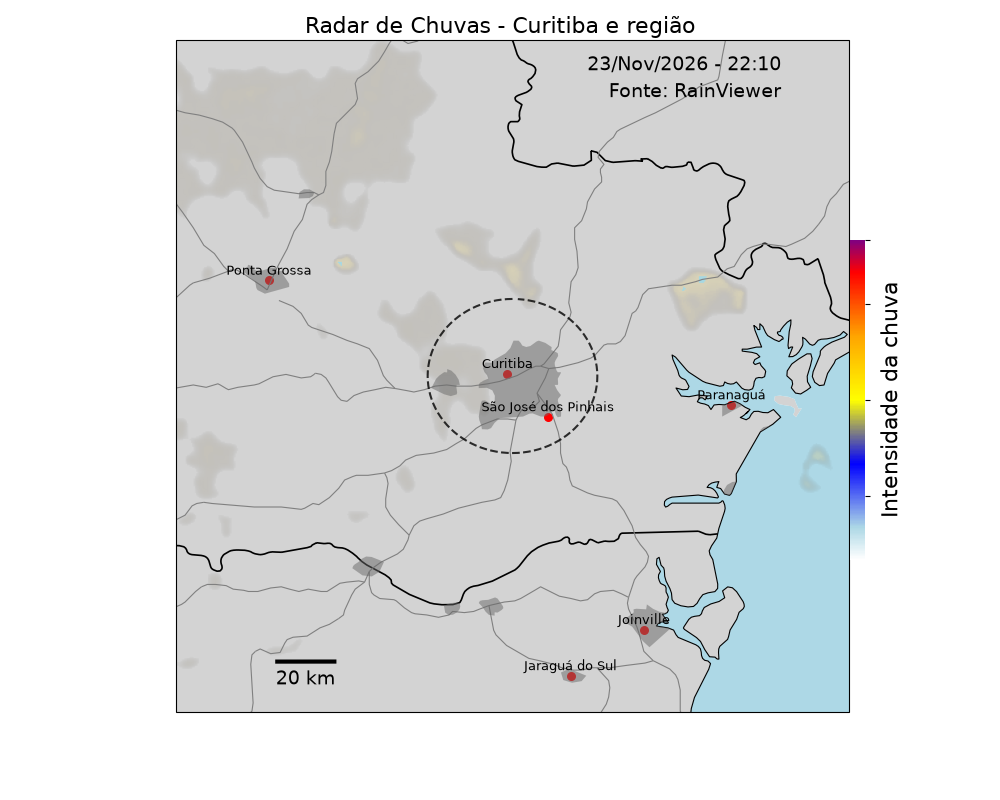 Radar de Chuvas - Curitiba e região
23/Nov/2026 - 22:10
Fonte: RainViewer
Ponta Grossa
Curitiba
Paranaguá
São José dos Pinhais
Joinville
Jaraguá do Sul
20 km
Intensidade da chuva